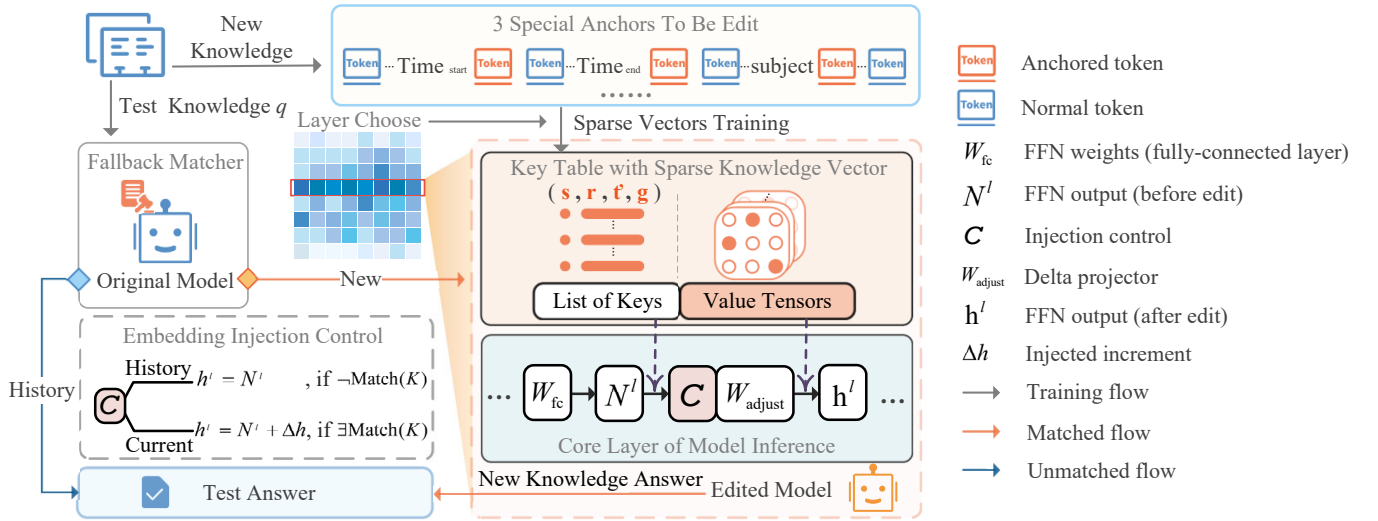 New
Knowledge
3 Special Anchors To Be Edit
Token ... Time start Token Token ... Time end Token Token ... subject Token ... Token
......
Test Knowledge q
Layer Choose
Sparse Vectors Training
Fallback Matcher
Original Model
New
Key Table with Sparse Knowledge Vector
( s , r , t', g )
List of Keys
Value Tensors
Embedding Injection Control
History
h^l = N^l , if ¬Match(K)
C
h^l = N^l + Δh, if ∃Match(K)
Current
History
... W_fc N^l C W_adjust h^l ...
Core Layer of Model Inference
Test Answer
New Knowledge Answer
Edited Model
Token Anchored token
Token Normal token
W_fc FFN weights (fully-connected layer)
N^l FFN output (before edit)
C Injection control
W_adjust Delta projector
h^l FFN output (after edit)
Δh Injected increment
Training flow
Matched flow
Unmatched flow